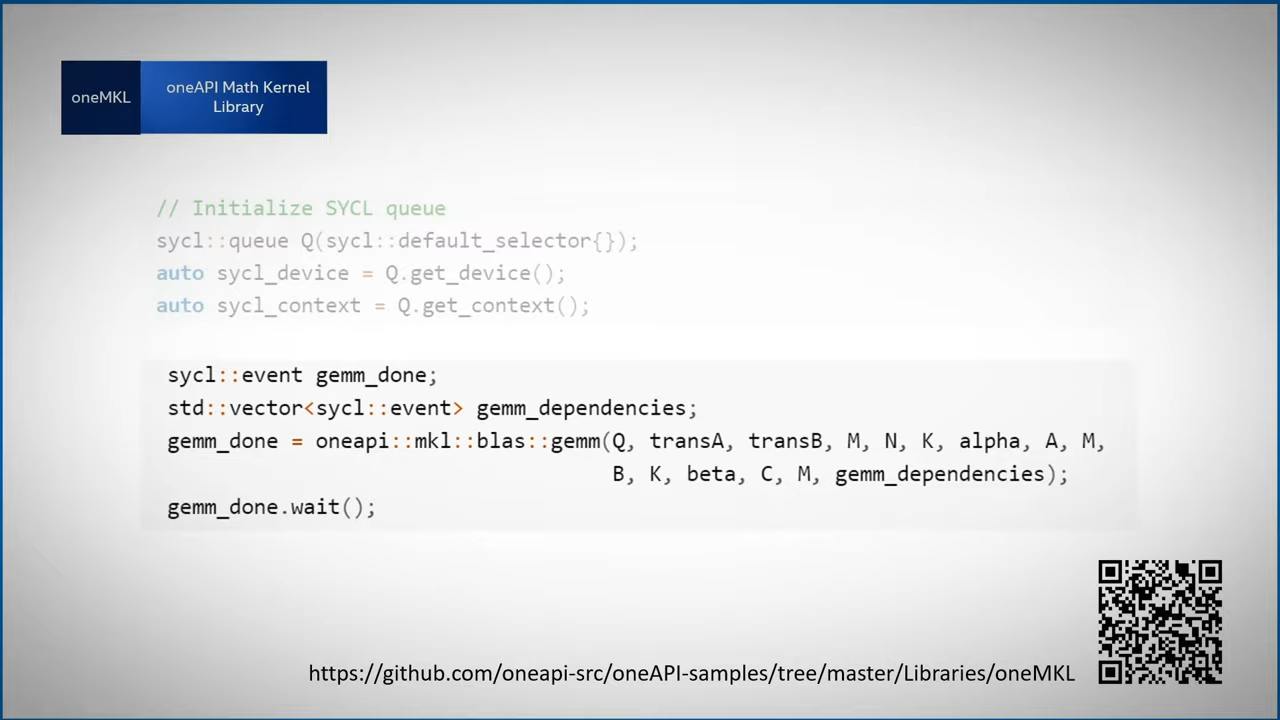 oneMKL
oneAPI Math Kernel
Library
// Initialize SYCL queue
sycl::queue Q(sycl::default_selector{});
auto sycl_device = Q.get_device();
auto sycl_context = Q.get_context();
sycl::event gemm_done;
std::vector<sycl::event> gemm_dependencies;
gemm_done = oneapi::mkl::blas::gemm(Q, transA, transB, M, N, K, alpha, A, M,
B, K, beta, C, M, gemm_dependencies);
gemm_done.wait();
https://github.com/oneapi-src/oneAPI-samples/tree/master/Libraries/oneMKL